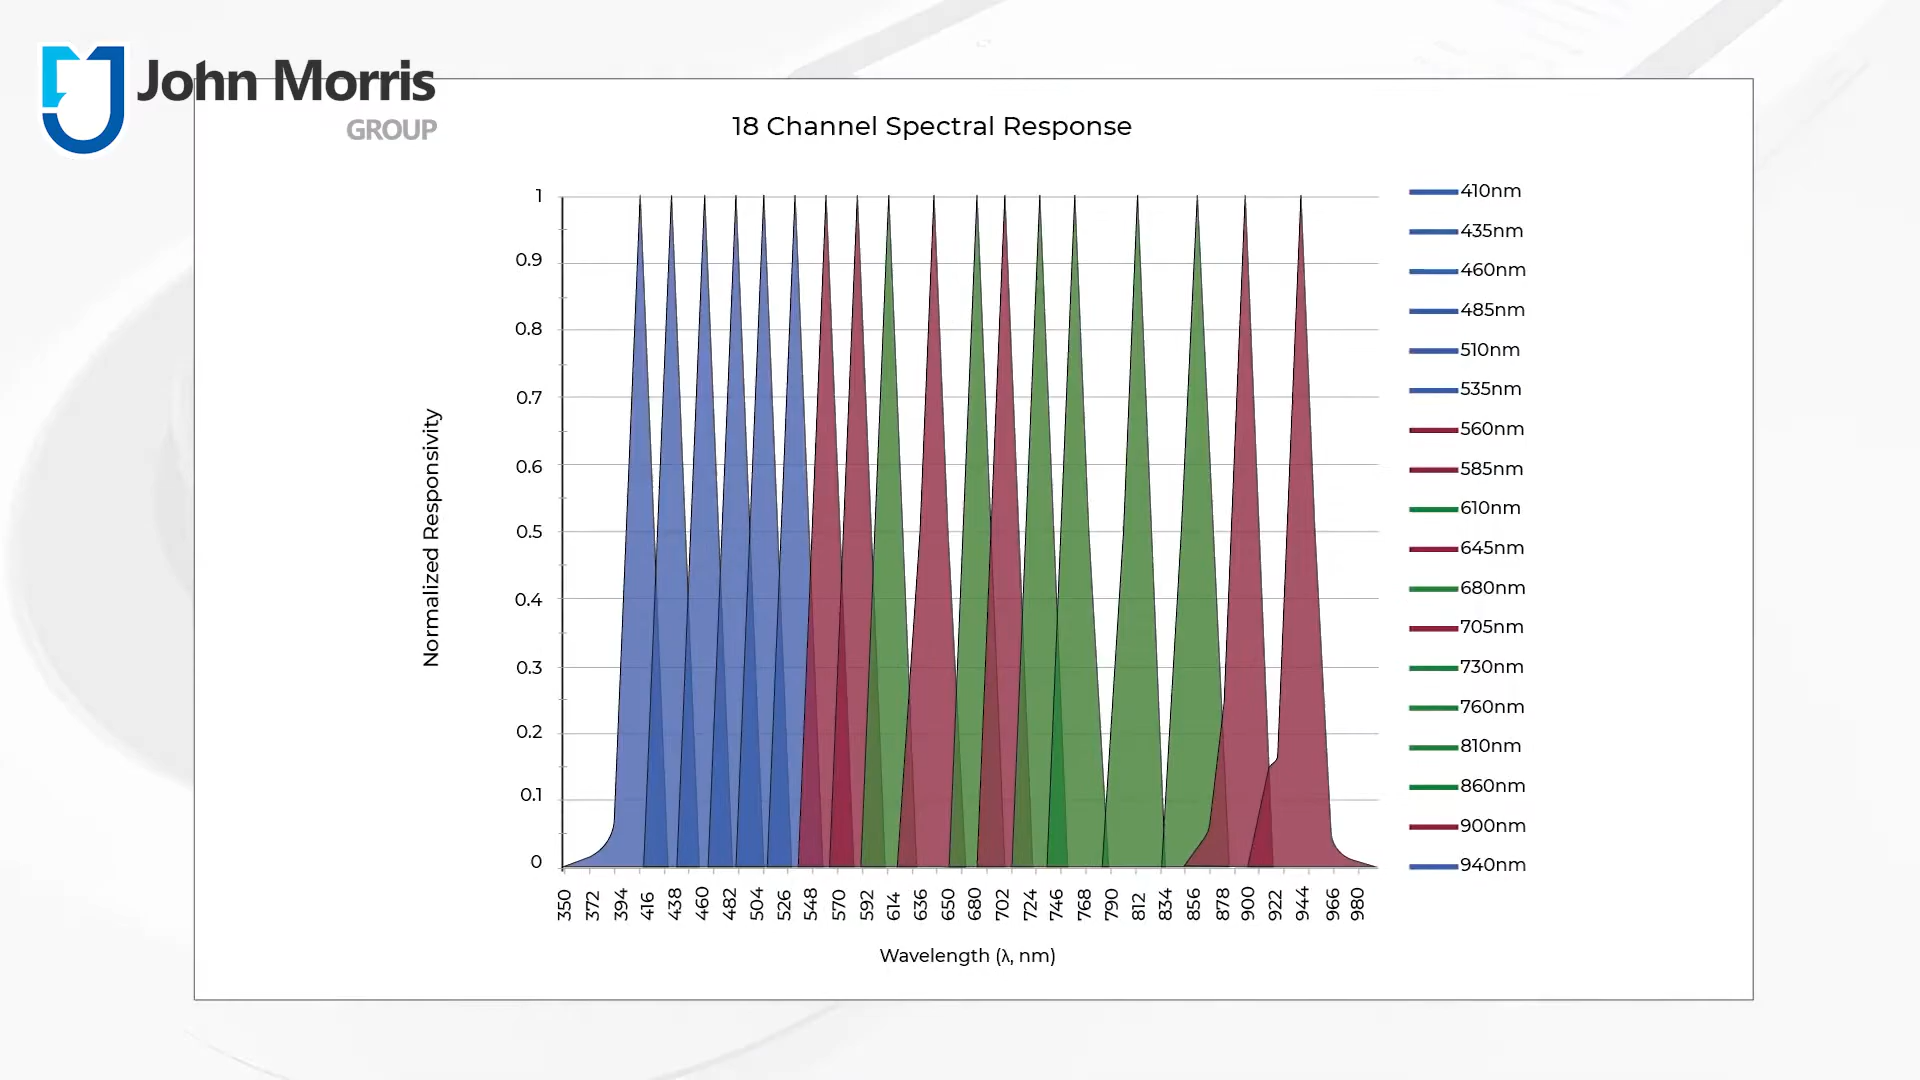 John Morris
GROUP
18 Channel Spectral Response
Normalized Responsivity
1
0.9
0.8
0.7
0.6
0.5
0.4
0.3
0.2
0.1
0
350 372 394 416 438 460 482 504 526 548 570 592 614 636 650 680 702 724 746 768 790 812 834 856 878 900 922 944 966 980
Wavelength (λ, nm)
410nm
435nm
460nm
485nm
510nm
535nm
560nm
585nm
610nm
645nm
680nm
705nm
730nm
760nm
810nm
860nm
900nm
940nm